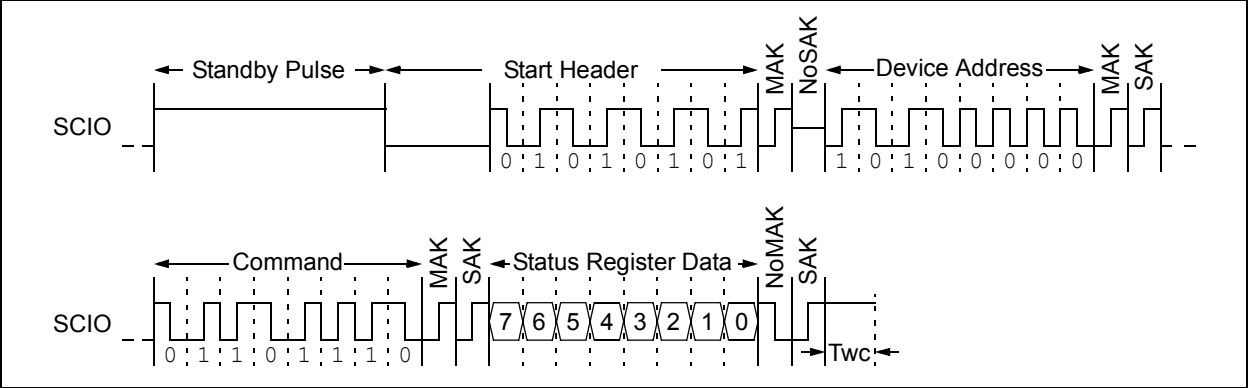 Standby Pulse Start Header MAK NoSAK Device Address MAK SAK
SCIO
0 1 0 1 0 1 0 1 1 0 1 0 0 0 0 0
Command MAK SAK Status Register Data NoMAK SAK
SCIO 7 6 5 4 3 2 1 0
0 1 1 0 1 1 1 0 Twc